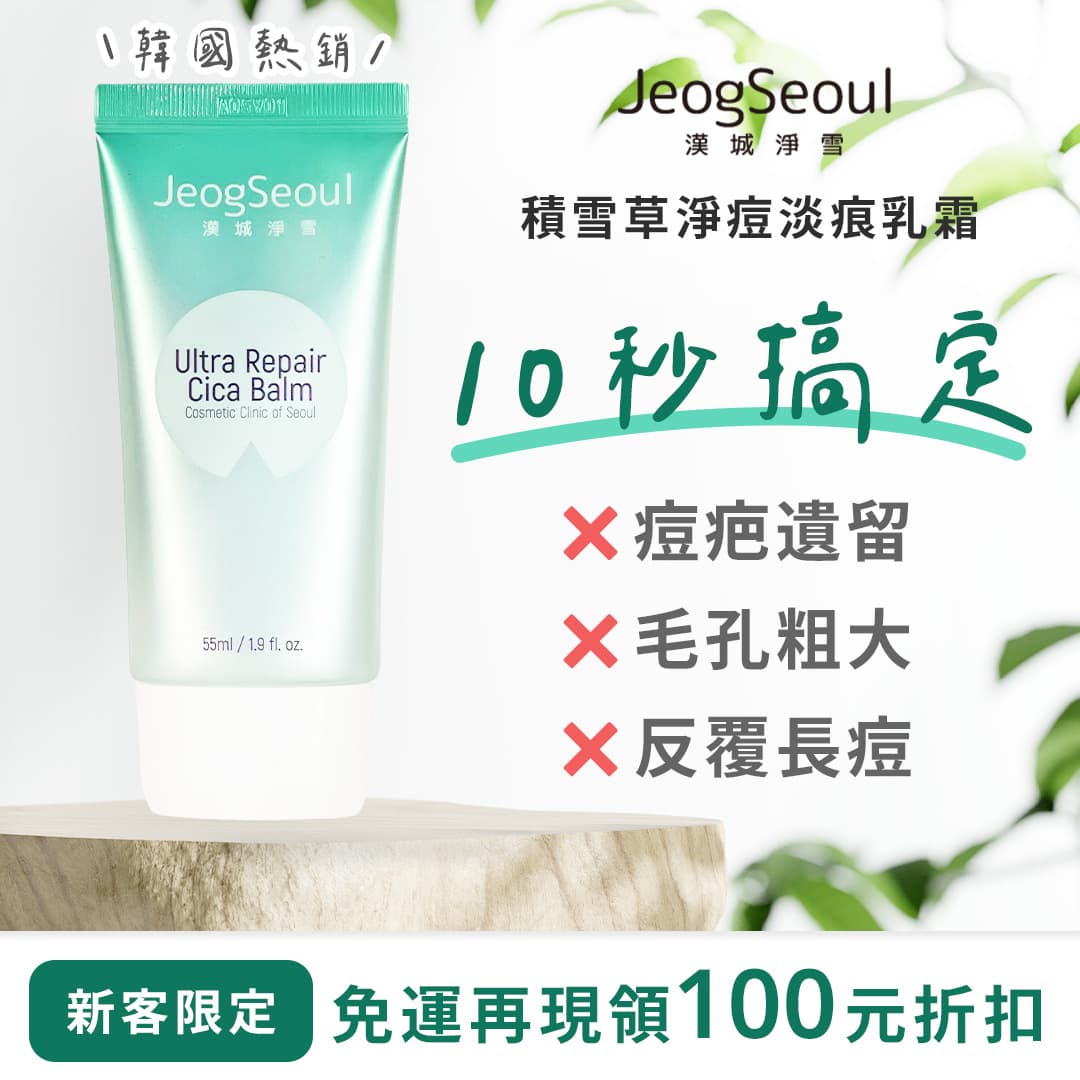 \韓國熱銷/
JeogSeoul
漢城淨雪
積雪草淨痘淡痕乳霜
10秒搞定
JeogSeoul
漢城淨雪
Ultra Repair
Cica Balm
Cosmetic Clinic of Seoul
55ml / 1.9 fl. oz.
❌痘疤遺留
❌毛孔粗大
❌反覆長痘
新客限定 免運再現領100元折扣